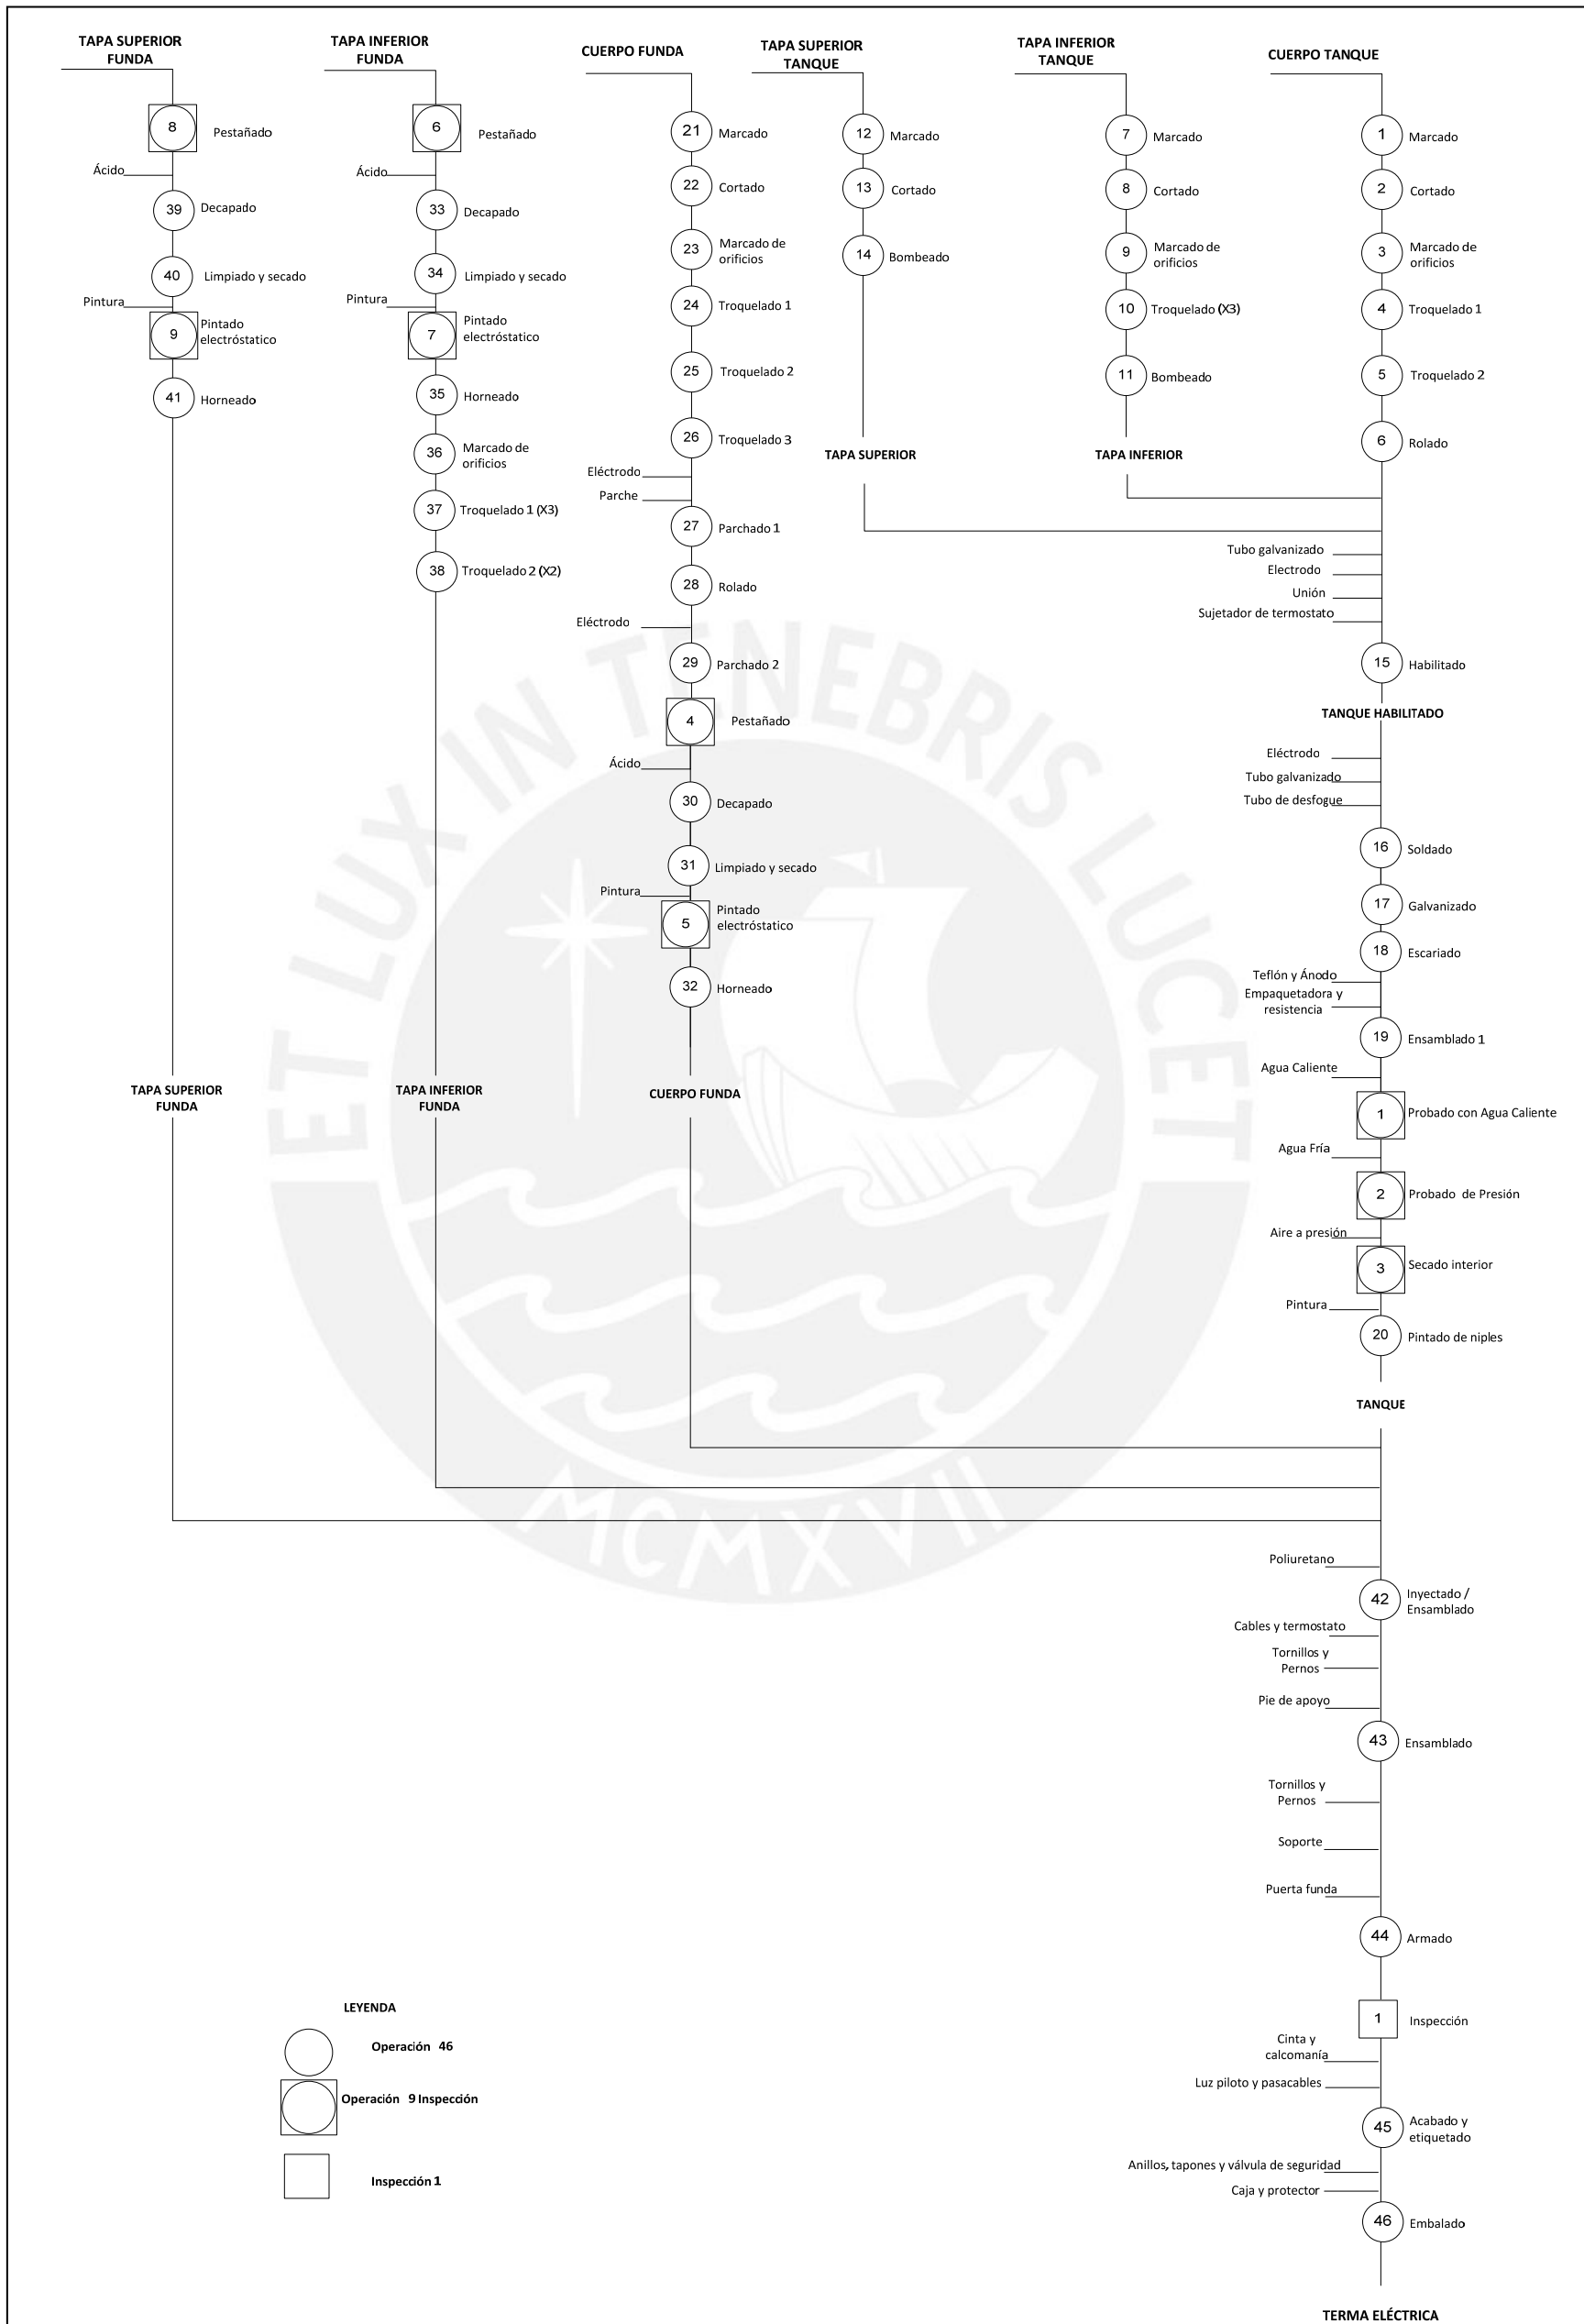 TAPA SUPERIOR
FUNDA
8
Pestañado
Ácido
39
Decapado
40
Limpiado y secado
Pintura
9
Pintado
electróstatico
41
Horneado
TAPA SUPERIOR
FUNDA
TAPA INFERIOR
FUNDA
6
Pestañado
Ácido
33
Decapado
34
Limpiado y secado
Pintura
7
Pintado
electróstatico
35
Horneado
36
Marcado de
orificios
37
Troquelado 1 (X3)
38
Troquelado 2 (X2)
TAPA INFERIOR
FUNDA
CUERPO FUNDA
21
Marcado
22
Cortado
23
Marcado de
orificios
24
Troquelado 1
25
Troquelado 2
26
Troquelado 3
Eléctrodo
Parche
27
Parchado 1
28
Rolado
Eléctrodo
29
Parchado 2
4
Pestañado
Ácido
30
Decapado
31
Limpiado y secado
Pintura
5
Pintado
electróstatico
32
Horneado
CUERPO FUNDA
TAPA SUPERIOR
TANQUE
12
Marcado
13
Cortado
14
Bombeado
TAPA SUPERIOR
TAPA INFERIOR
TANQUE
7
Marcado
8
Cortado
9
Marcado de
orificios
10
Troquelado (X3)
11
Bombeado
TAPA INFERIOR
CUERPO TANQUE
1
Marcado
2
Cortado
3
Marcado de
orificios
4
Troquelado 1
5
Troquelado 2
6
Rolado
Tubo galvanizado
Electrodo
Unión
Sujetador de termostato
15
Habilitado
TANQUE HABILITADO
Eléctrodo
Tubo galvanizado
Tubo de desfogue
16
Soldado
17
Galvanizado
18
Escariado
Teflón y Ánodo
Empaquetadora y
resistencia
19
Ensamblado 1
Agua Caliente
1
Probado con Agua Caliente
Agua Fría
2
Probado de Presión
Aire a presión
3
Secado interior
Pintura
20
Pintado de niples
TANQUE
Poliuretano
42
Inyectado /
Ensamblado
Cables y termostato
Tornillos y
Pernos
Pie de apoyo
43
Ensamblado
Tornillos y
Pernos
Soporte
Puerta funda
44
Armado
1
Inspección
Cinta y
calcomanía
Luz piloto y pasacables
45
Acabado y
etiquetado
Anillos, tapones y válvula de seguridad
Caja y protector
46
Embalado
TERMA ELÉCTRICA
LEYENDA
Operación 46
Operación 9 Inspección
Inspección 1
ET LUX IN TENEBRIS LUCET
MCMXVII